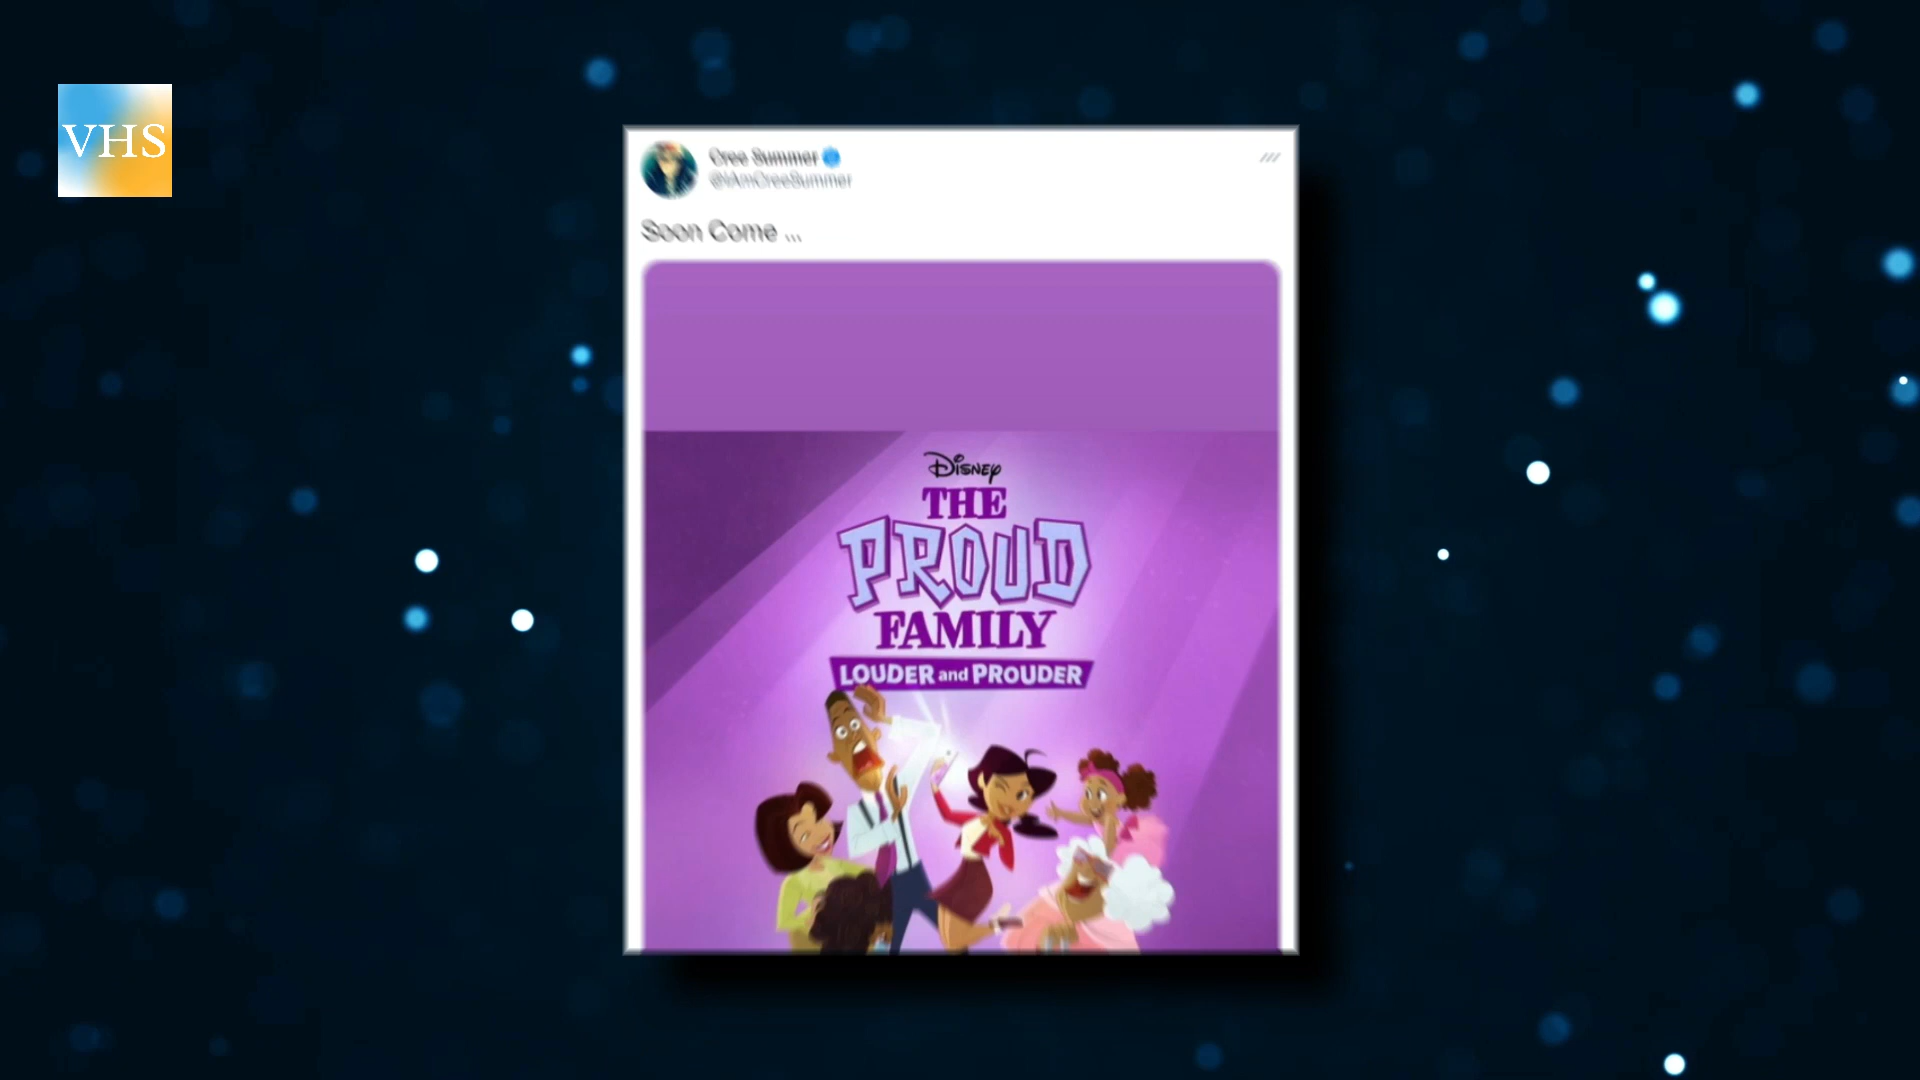 VHS
Cree Summer
@IAmCreeSummer
Soon Come ...
Disney
THE
PROUD
FAMILY
LOUDER and PROUDER